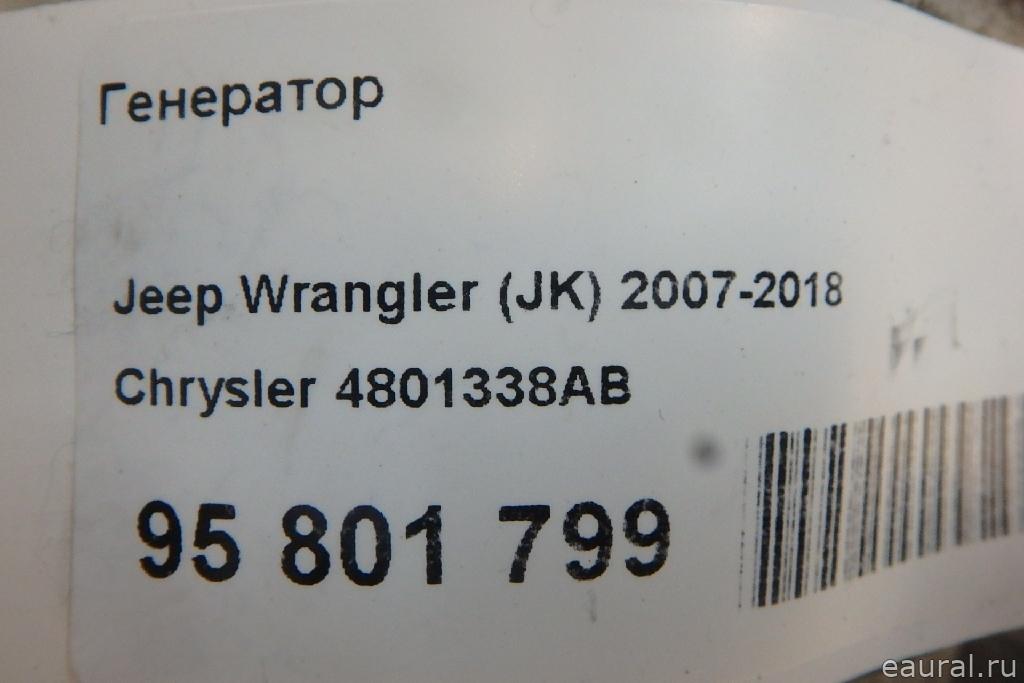 Генератор
Jeep Wrangler (JK) 2007-2018
Chrysler 4801338AB
95 801 799
eaural.ru